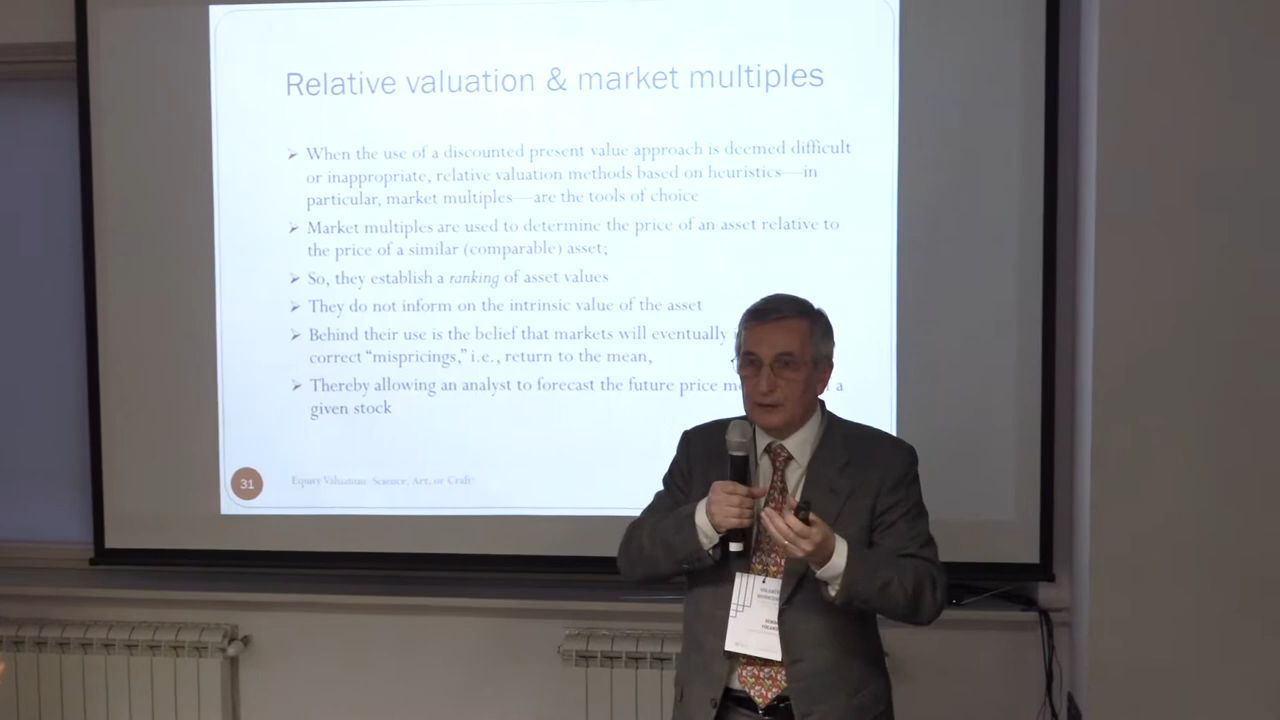 Relative valuation & market multiples
➢ When the use of a discounted present value approach is deemed difficult
or inappropriate, relative valuation methods based on heuristics—in
particular, market multiples—are the tools of choice
➢ Market multiples are used to determine the price of an asset relative to
the price of a similar (comparable) asset;
➢ So, they establish a ranking of asset values
➢ They do not inform on the intrinsic value of the asset
➢ Behind their use is the belief that markets will eventually
correct “mispricings,” i.e., return to the mean,
➢ Thereby allowing an analyst to forecast the future price a
given stock
31
Equity Valuation: Science, Art, or Craft?